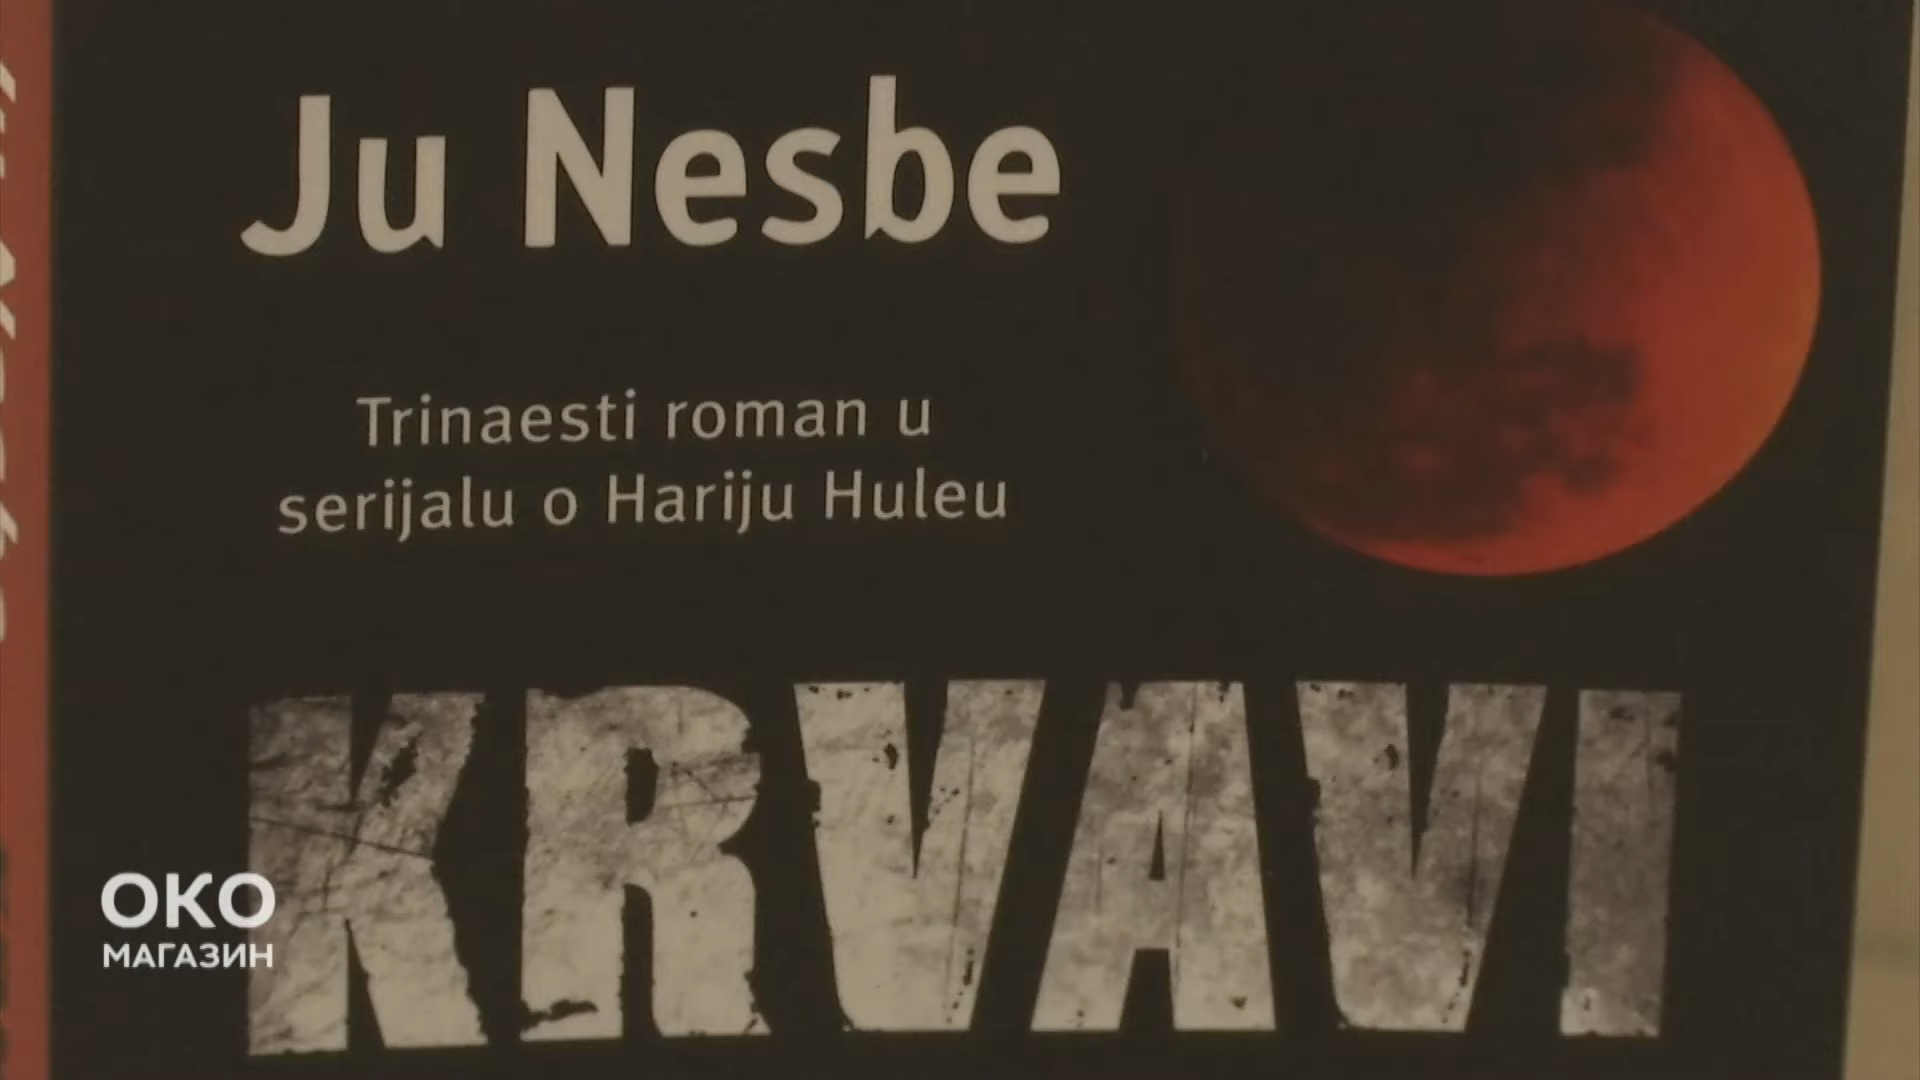 Ju Nesbe
Trinaesti roman u
serijalu o Hariju Huleu
KRVAVI
ОКО
МАГАЗИН